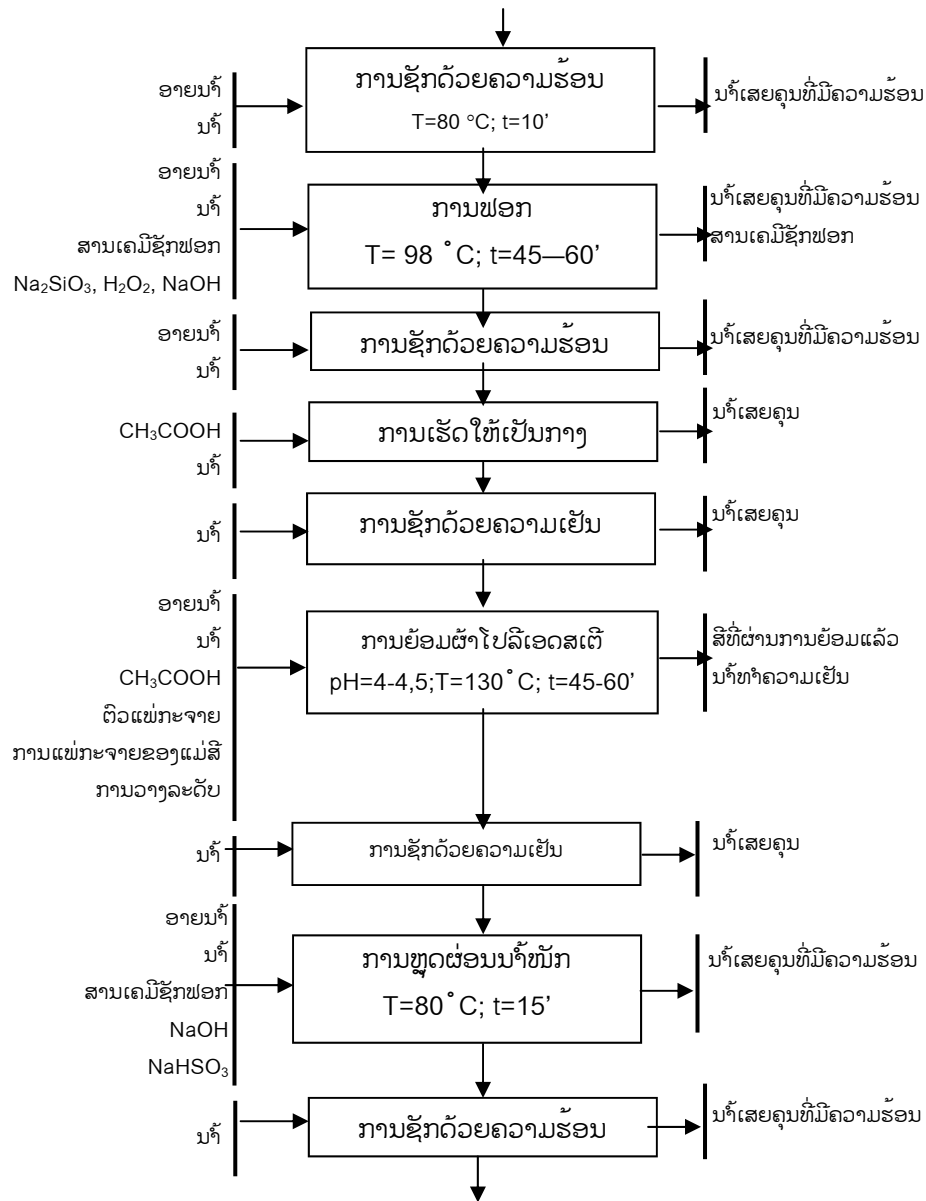 ອາຍນ້ຳ
ນ້ຳ
ການຊັກດ້ວຍຄວາມຮ້ອນ
T=80 °C; t=10’
ນ້ຳເສຍຄຸນທີ່ມີຄວາມຮ້ອນ
ອາຍນ້ຳ
ນ້ຳ
ສານເຄມີຊັກຟອກ
Na₂SiO₃, H₂O₂, NaOH
ການຟອກ
T= 98 ˚C; t=45—60’
ນ້ຳເສຍຄຸນທີ່ມີຄວາມຮ້ອນ
ສານເຄມີຊັກຟອກ
ອາຍນ້ຳ
ນ້ຳ
ການຊັກດ້ວຍຄວາມຮ້ອນ
ນ້ຳເສຍຄຸນທີ່ມີຄວາມຮ້ອນ
CH₃COOH
ນ້ຳ
ການເຮັດໃຫ້ເປັນກາງ
ນ້ຳເສຍຄຸນ
ນ້ຳ
ການຊັກດ້ວຍຄວາມເຢັນ
ນ້ຳເສຍຄຸນ
ອາຍນ້ຳ
ນ້ຳ
CH₃COOH
ຕົວແພ່ກະຈາຍ
ການແພ່ກະຈາຍຂອງແມ່ສີ
ການວາງລະດັບ
ການຍ້ອມຜ້າໂປລີເອດສເຕີ
pH=4-4,5;T=130˚C; t=45-60’
ສີທີ່ຜ່ານການຍ້ອມແລ້ວ
ນ້ຳທຳຄວາມເຢັນ
ນ້ຳ
ການຊັກດ້ວຍຄວາມເຢັນ
ນ້ຳເສຍຄຸນ
ອາຍນ້ຳ
ນ້ຳ
ສານເຄມີຊັກຟອກ
NaOH
NaHSO₃
ການຫຼຸດຜ່ອນນ້ຳໜັກ
T=80˚C; t=15’
ນ້ຳເສຍຄຸນທີ່ມີຄວາມຮ້ອນ
ນ້ຳ
ການຊັກດ້ວຍຄວາມຮ້ອນ
ນ້ຳເສຍຄຸນທີ່ມີຄວາມຮ້ອນ